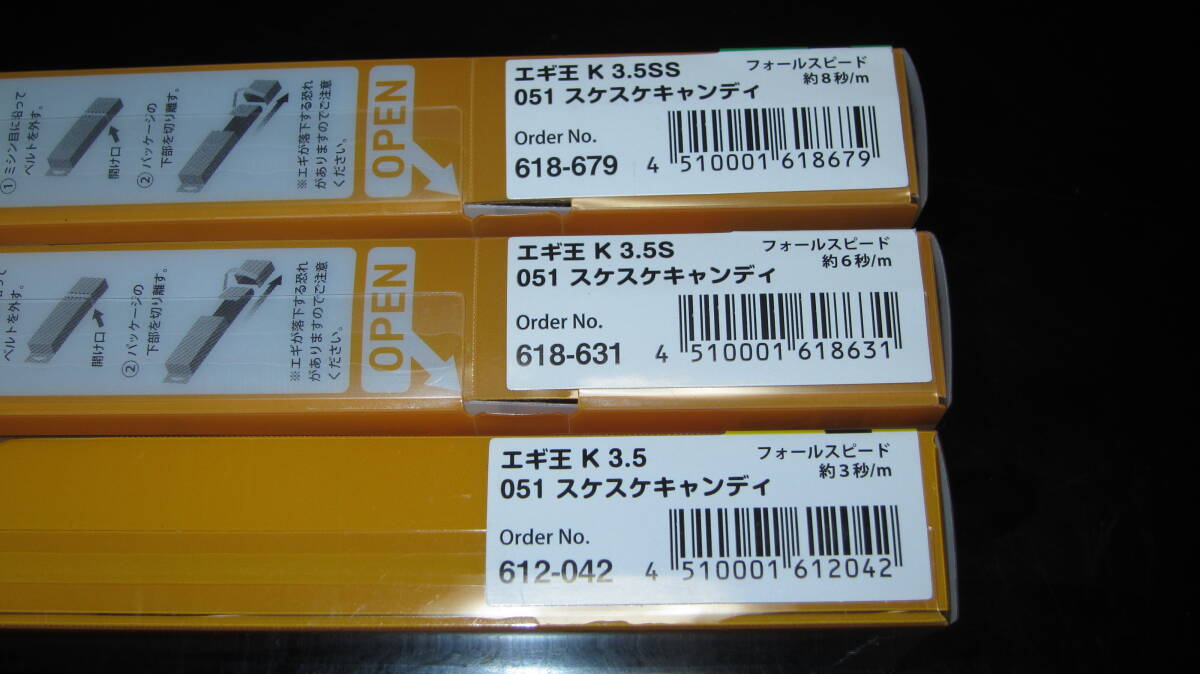 ① ミシン目に沿って
ベルトを外す。
開け口
② パッケージの
下部を切り離す。
※エギが落下する恐れ
がありますのでご注意
ください。
OPEN
エギ王 K 3.5SS
フォールスピード
約8秒/m
051 スケスケキャンディ
Order No.
618-679
4 510001 618679
ベルトを外す。
開け口
② パッケージの
下部を切り離す。
※エギが落下する恐れ
がありますのでご注意
ください。
OPEN
エギ王 K 3.5S
フォールスピード
約6秒/m
051 スケスケキャンディ
Order No.
618-631
4 510001 618631
エギ王 K 3.5
フォールスピード
約3秒/m
051 スケスケキャンディ
Order No.
612-042
4 510001 612042